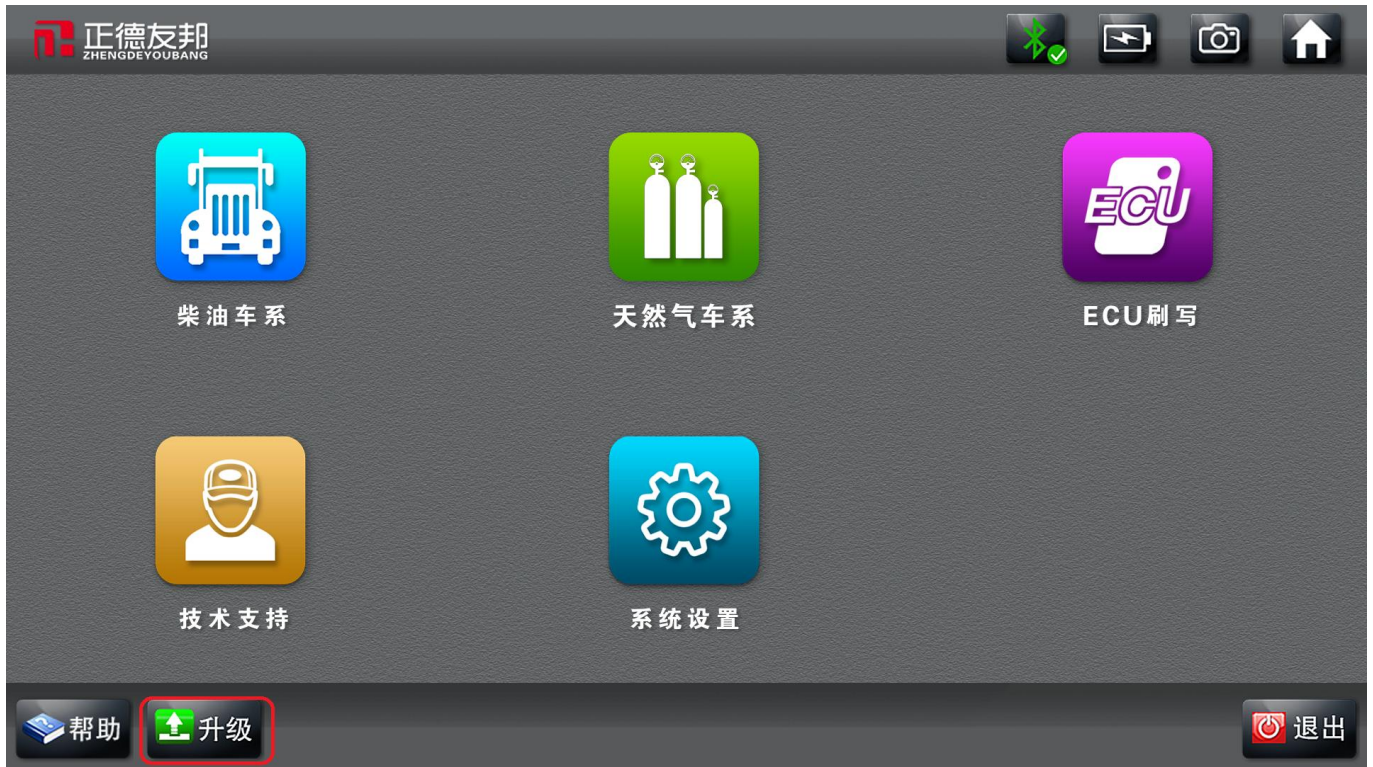 正德友邦
ZHENGDEYOUBANG
ECU
柴油车系
天然气车系
ECU刷写
技术支持
系统设置
帮助
升级
退出